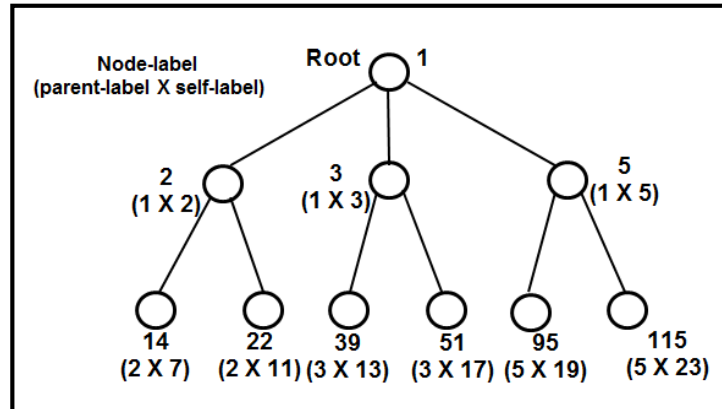 Node-label
(parent-label X self-label)
Root 1
2
(1 X 2)
3
(1 X 3)
5
(1 X 5)
14
(2 X 7)
22
(2 X 11)
39
(3 X 13)
51
(3 X 17)
95
(5 X 19)
115
(5 X 23)